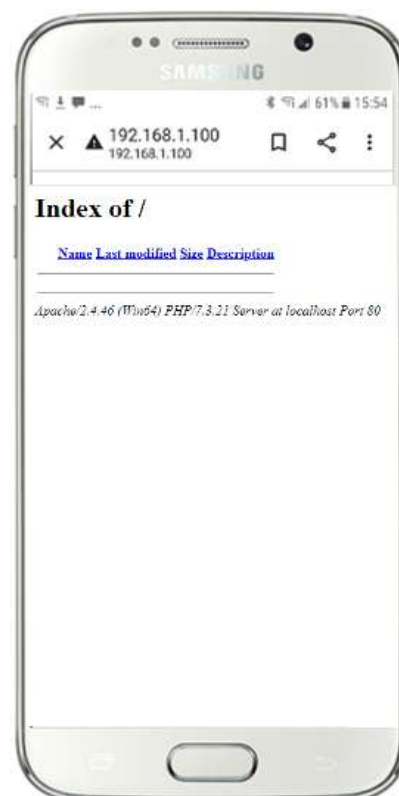 SAMSUNG
61% 15:54
192.168.1.100
192.168.1.100
Index of /
Name Last modified Size Description
Apache/2.4.46 (Win64) PHP/7.3.21 Server at localhost Port 80